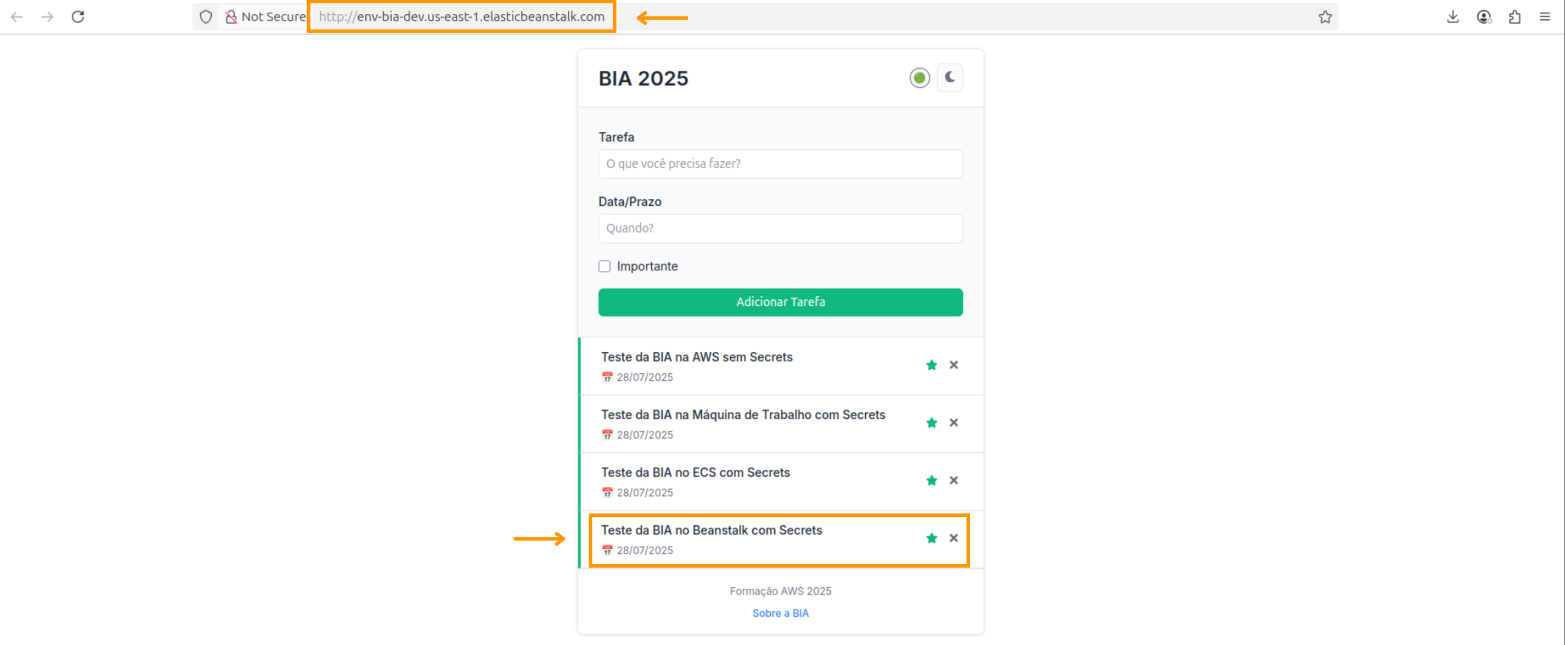 Not Secure http://env-bia-dev.us-east-1.elasticbeanstalk.com
BIA 2025
Tarefa
O que você precisa fazer?
Data/Prazo
Quando?
Importante
Adicionar Tarefa
Teste da BIA na AWS sem Secrets
28/07/2025
Teste da BIA na Máquina de Trabalho com Secrets
28/07/2025
Teste da BIA no ECS com Secrets
28/07/2025
Teste da BIA no Beanstalk com Secrets
28/07/2025
Formação AWS 2025
Sobre a BIA